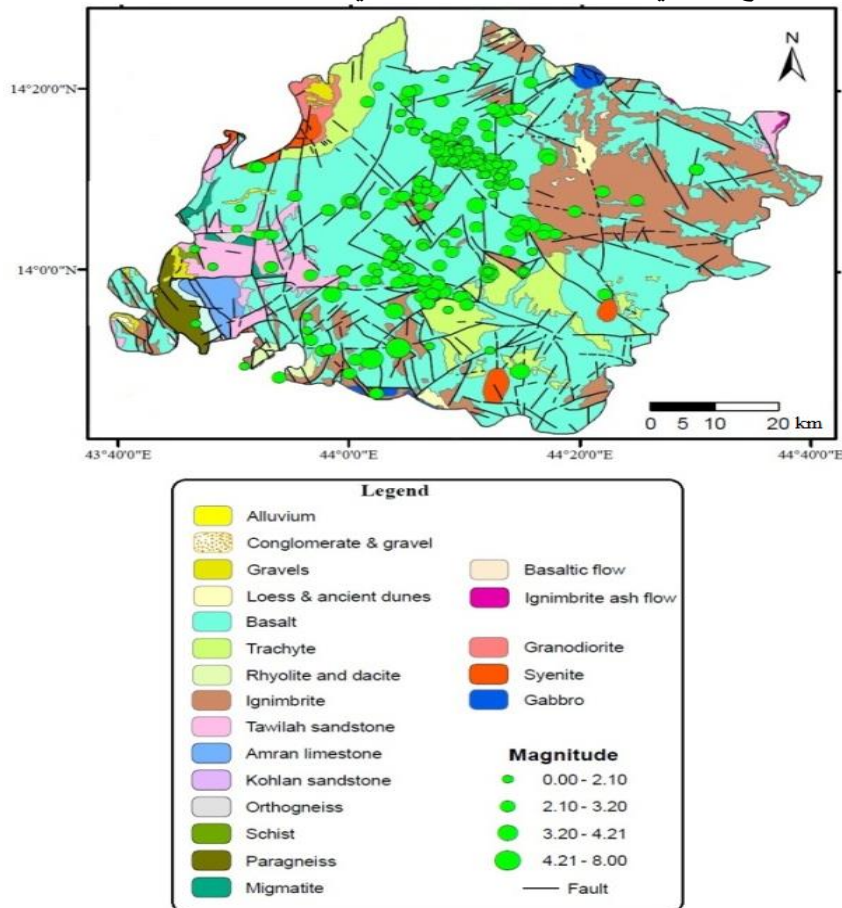 N
14°20'0"N
14°0'0"N
0 5 10 20 km
43°40'0"E 44°0'0"E 44°20'0"E 44°40'0"E
Legend
Alluvium
Conglomerate & gravel
Gravels
Loess & ancient dunes
Basalt
Trachyte
Rhyolite and dacite
Ignimbrite
Tawilah sandstone
Amran limestone
Kohlan sandstone
Orthogneiss
Schist
Paragneiss
Migmatite
Basaltic flow
Ignimbrite ash flow
Granodiorite
Syenite
Gabbro
Magnitude
0.00 - 2.10
2.10 - 3.20
3.20 - 4.21
4.21 - 8.00
Fault